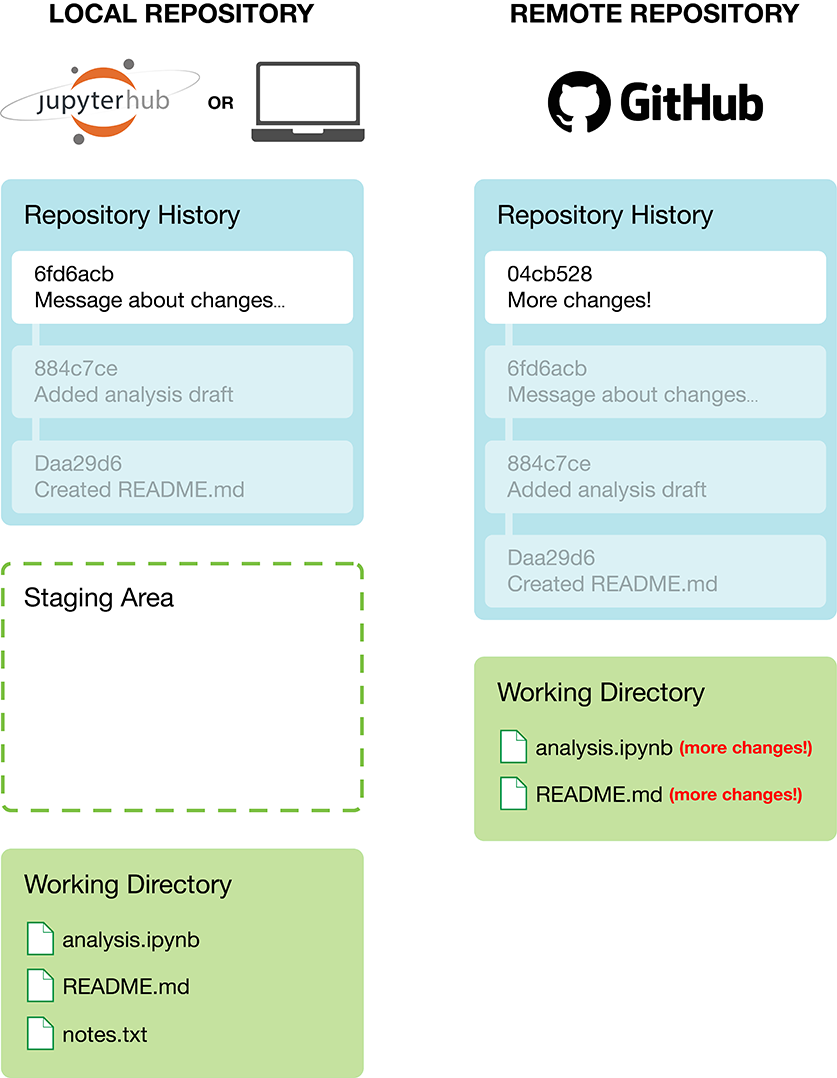 LOCAL REPOSITORY
jupyterhub
OR
Repository History
6fd6acb
Message about changes...
884c7ce
Added analysis draft
Daa29d6
Created README.md
Staging Area
Working Directory
analysis.ipynb
README.md
notes.txt
REMOTE REPOSITORY
GitHub
Repository History
04cb528
More changes!
6fd6acb
Message about changes...
884c7ce
Added analysis draft
Daa29d6
Created README.md
Working Directory
analysis.ipynb (more changes!)
README.md (more changes!)